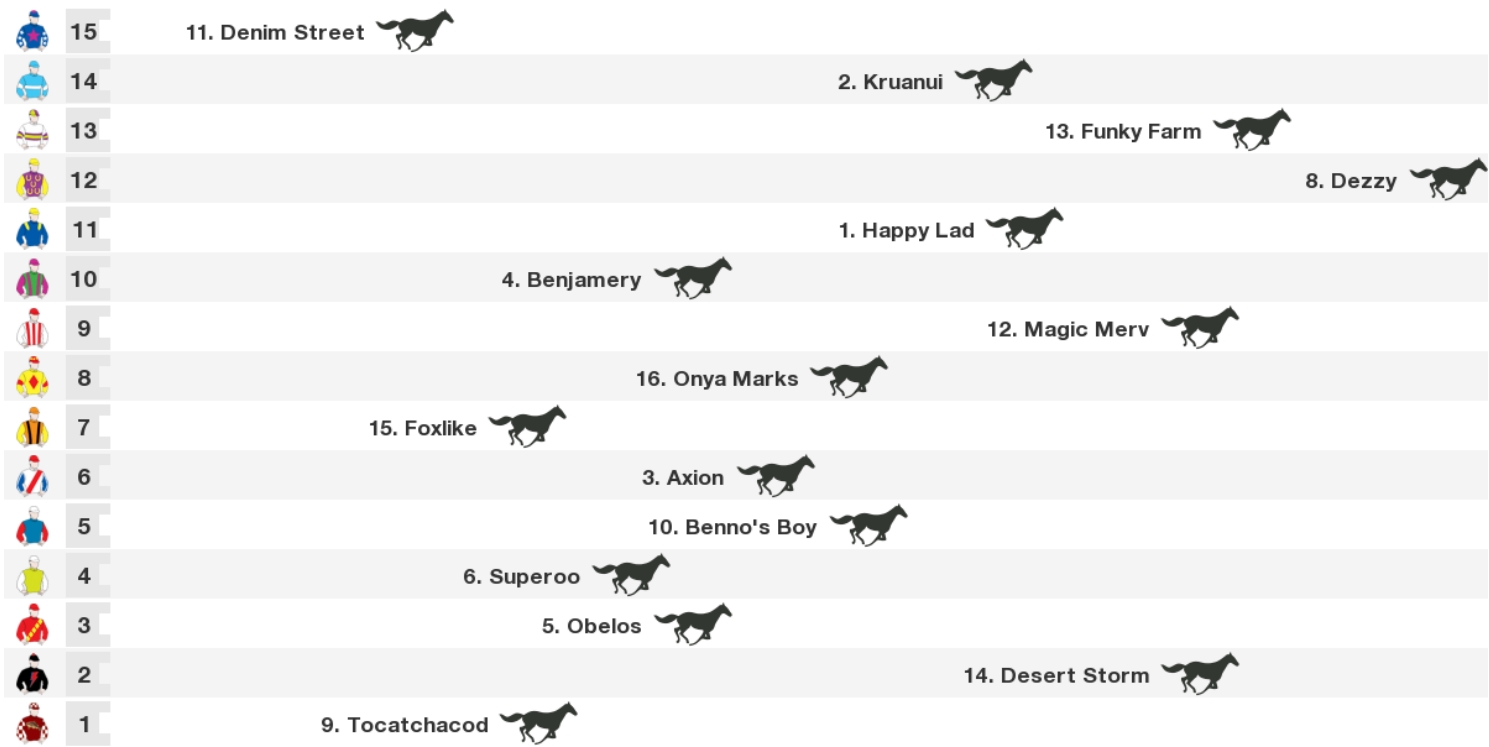 15 11. Denim Street
14 2. Kruanui
13 13. Funky Farm
12 8. Dezzy
11 1. Happy Lad
10 4. Benjamery
9 12. Magic Merv
8 16. Onya Marks
7 15. Foxlike
6 3. Axion
5 10. Benno's Boy
4 6. Superoo
3 5. Obelos
2 14. Desert Storm
1 9. Tocatchacod